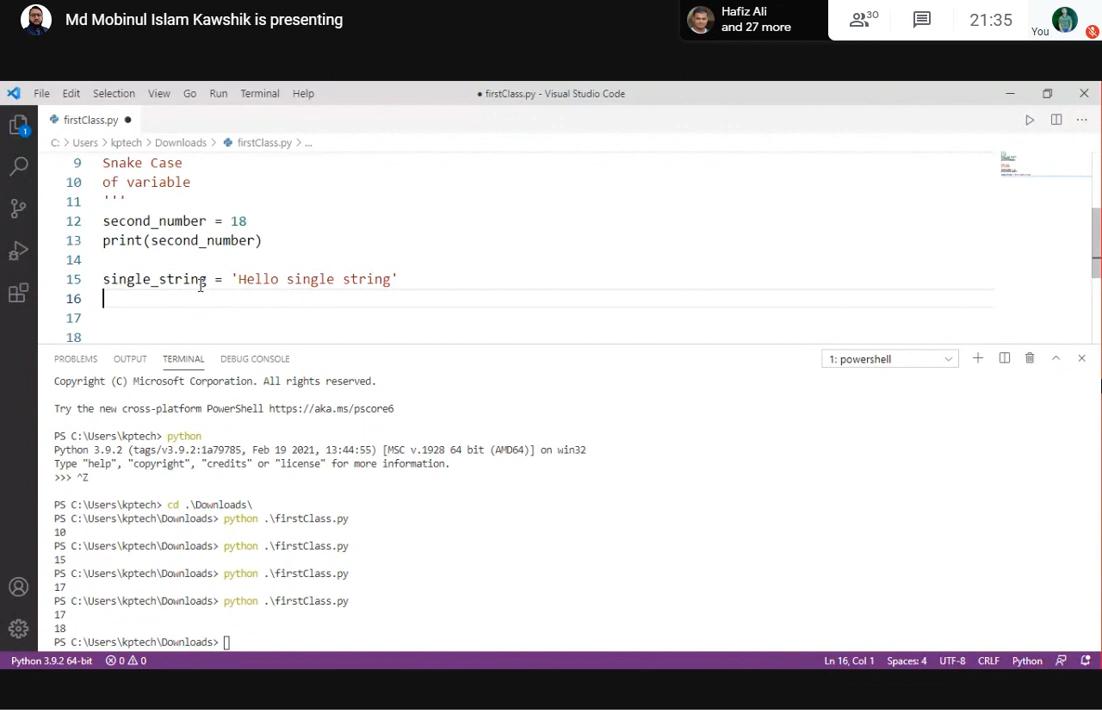 Md Mobinul Islam Kawshik is presenting
Hafiz Ali
and 27 more
30
21:35
You
File Edit Selection View Go Run Terminal Help
● firstClass.py - Visual Studio Code
firstClass.py ●
C: > Users > kptech > Downloads > firstClass.py > ...
1
9 Snake Case
10 of variable
11 '''
12 second_number = 18
13 print(second_number)
14
15 single_string = 'Hello single string'
16
17
18
PROBLEMS OUTPUT TERMINAL DEBUG CONSOLE
1: powershell
Copyright (C) Microsoft Corporation. All rights reserved.
Try the new cross-platform PowerShell https://aka.ms/pscore6
PS C:\Users\kptech> python
Python 3.9.2 (tags/v3.9.2:1a79785, Feb 19 2021, 13:44:55) [MSC v.1928 64 bit (AMD64)] on win32
Type "help", "copyright", "credits" or "license" for more information.
>>> ^Z
PS C:\Users\kptech> cd .\Downloads\
PS C:\Users\kptech\Downloads> python .\firstClass.py
10
PS C:\Users\kptech\Downloads> python .\firstClass.py
15
PS C:\Users\kptech\Downloads> python .\firstClass.py
17
PS C:\Users\kptech\Downloads> python .\firstClass.py
17
18
PS C:\Users\kptech\Downloads>
Python 3.9.2 64-bit 0 0 Ln 16, Col 1 Spaces: 4 UTF-8 CRLF Python